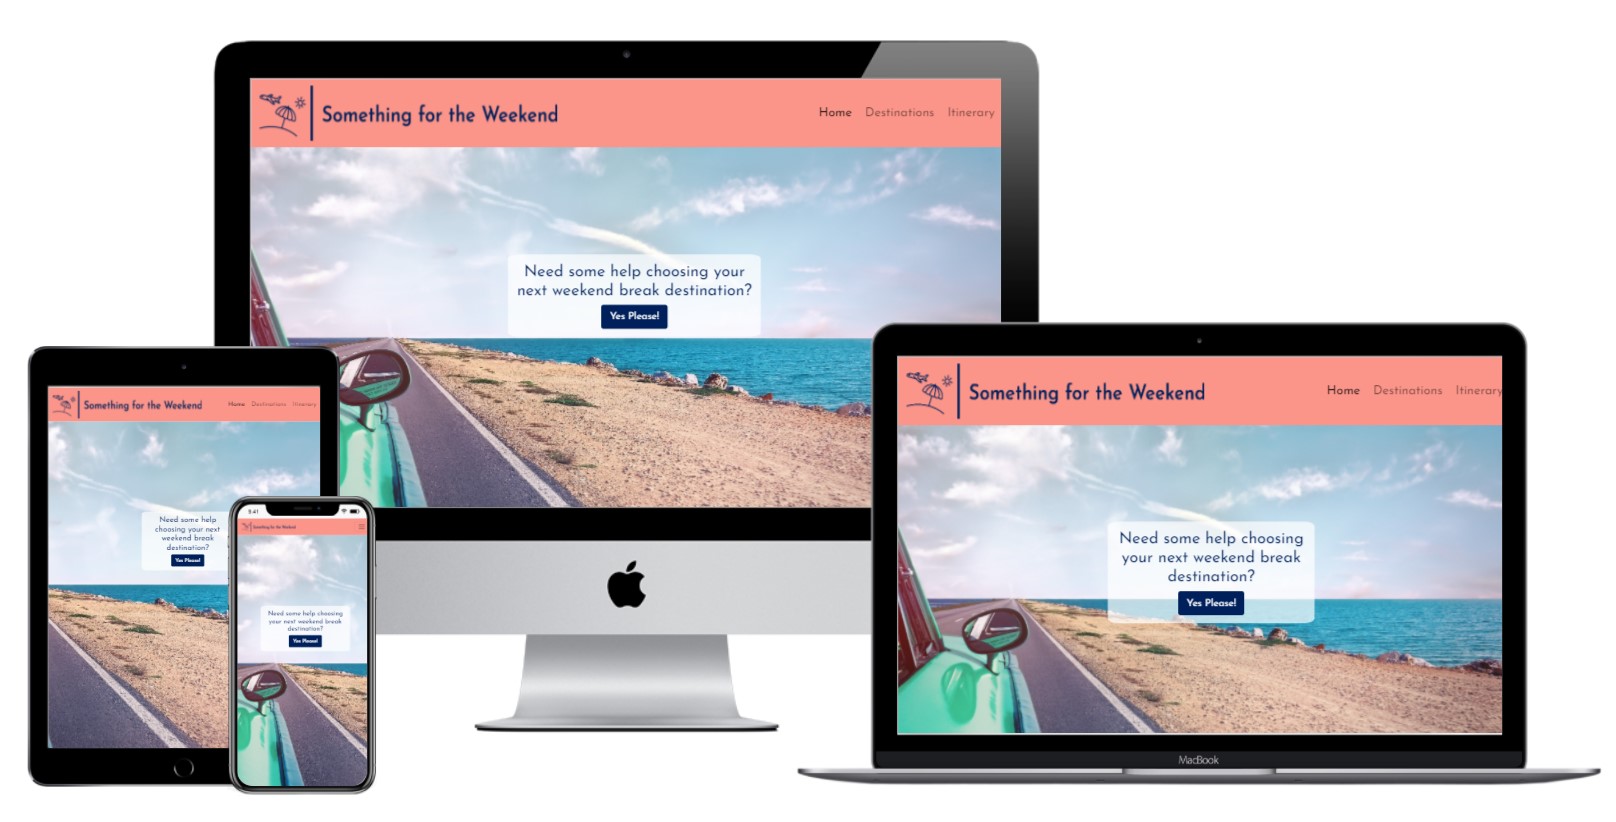 Something for the Weekend
Home Destinations Itinerary
Need some help choosing your
next weekend break destination?
Yes Please!
Something for the Weekend
Home Destinations Itinerary
Need some help
choosing your next
weekend break
destination?
Yes Please!
9:41
Something for the Weekend
Need some help choosing
your next weekend break
destination?
Yes Please!
Something for the Weekend
Home Destinations Itinerary
Need some help choosing
your next weekend break
destination?
Yes Please!
MacBook